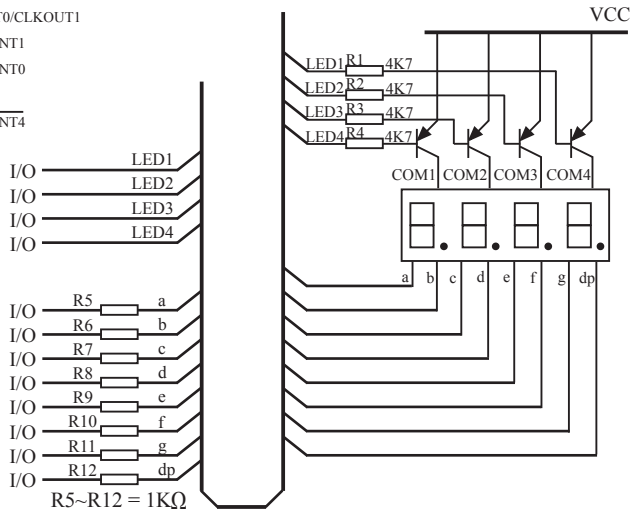 T0/CLKOUT1
NT1
NT0
NT4
VCC
LED1 R1 4K7
LED2 R2 4K7
LED3 R3 4K7
LED4 R4 4K7
COM1 COM2 COM3 COM4
I/O LED1
I/O LED2
I/O LED3
I/O LED4
a b c d e f g dp
I/O R5 a
I/O R6 b
I/O R7 c
I/O R8 d
I/O R9 e
I/O R10 f
I/O R11 g
I/O R12 dp
R5~R12 = 1KΩ